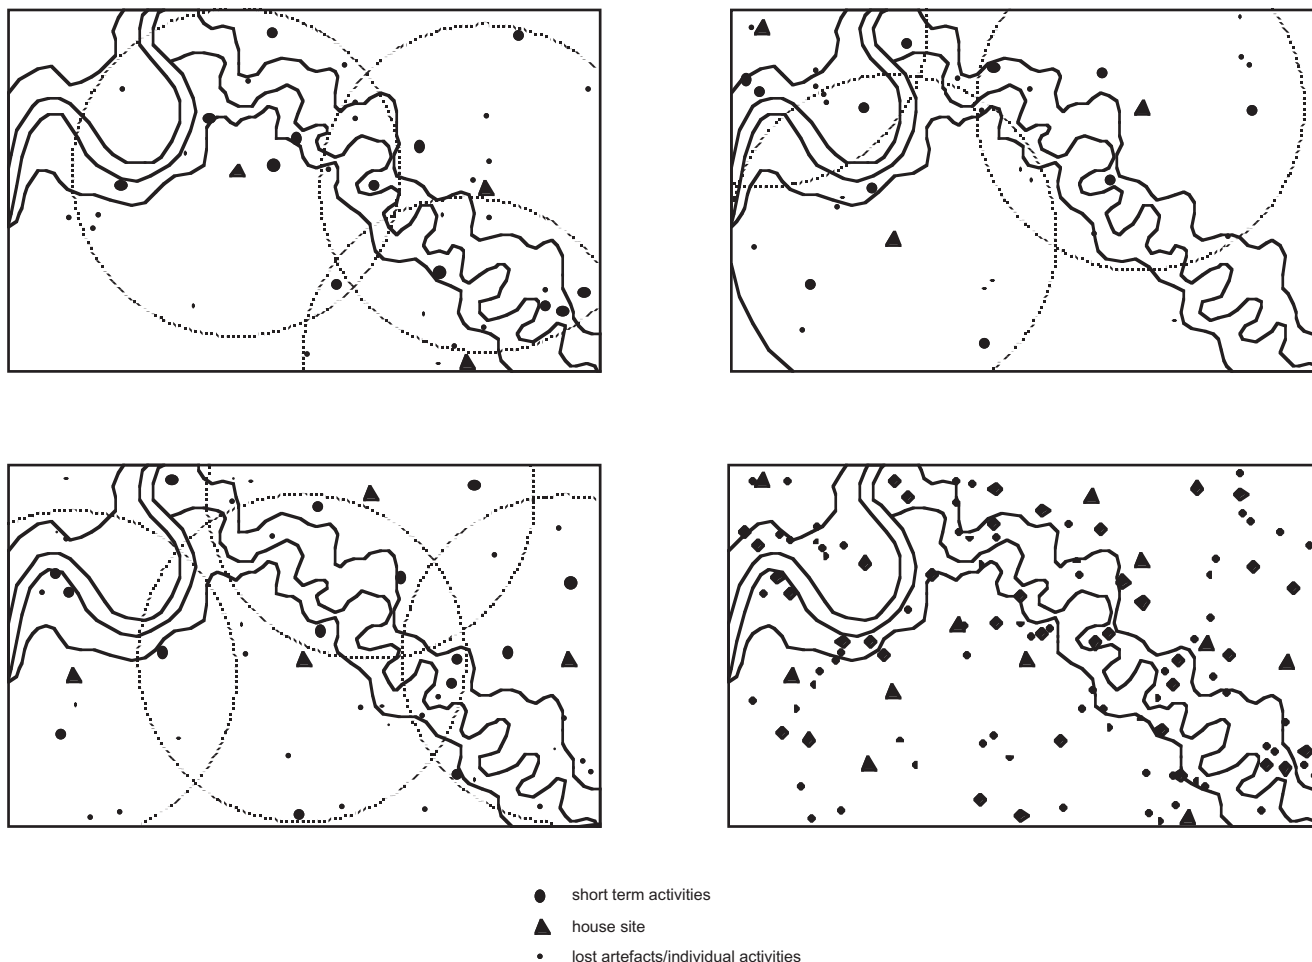 short term activities
house site
lost artefacts/individual activities